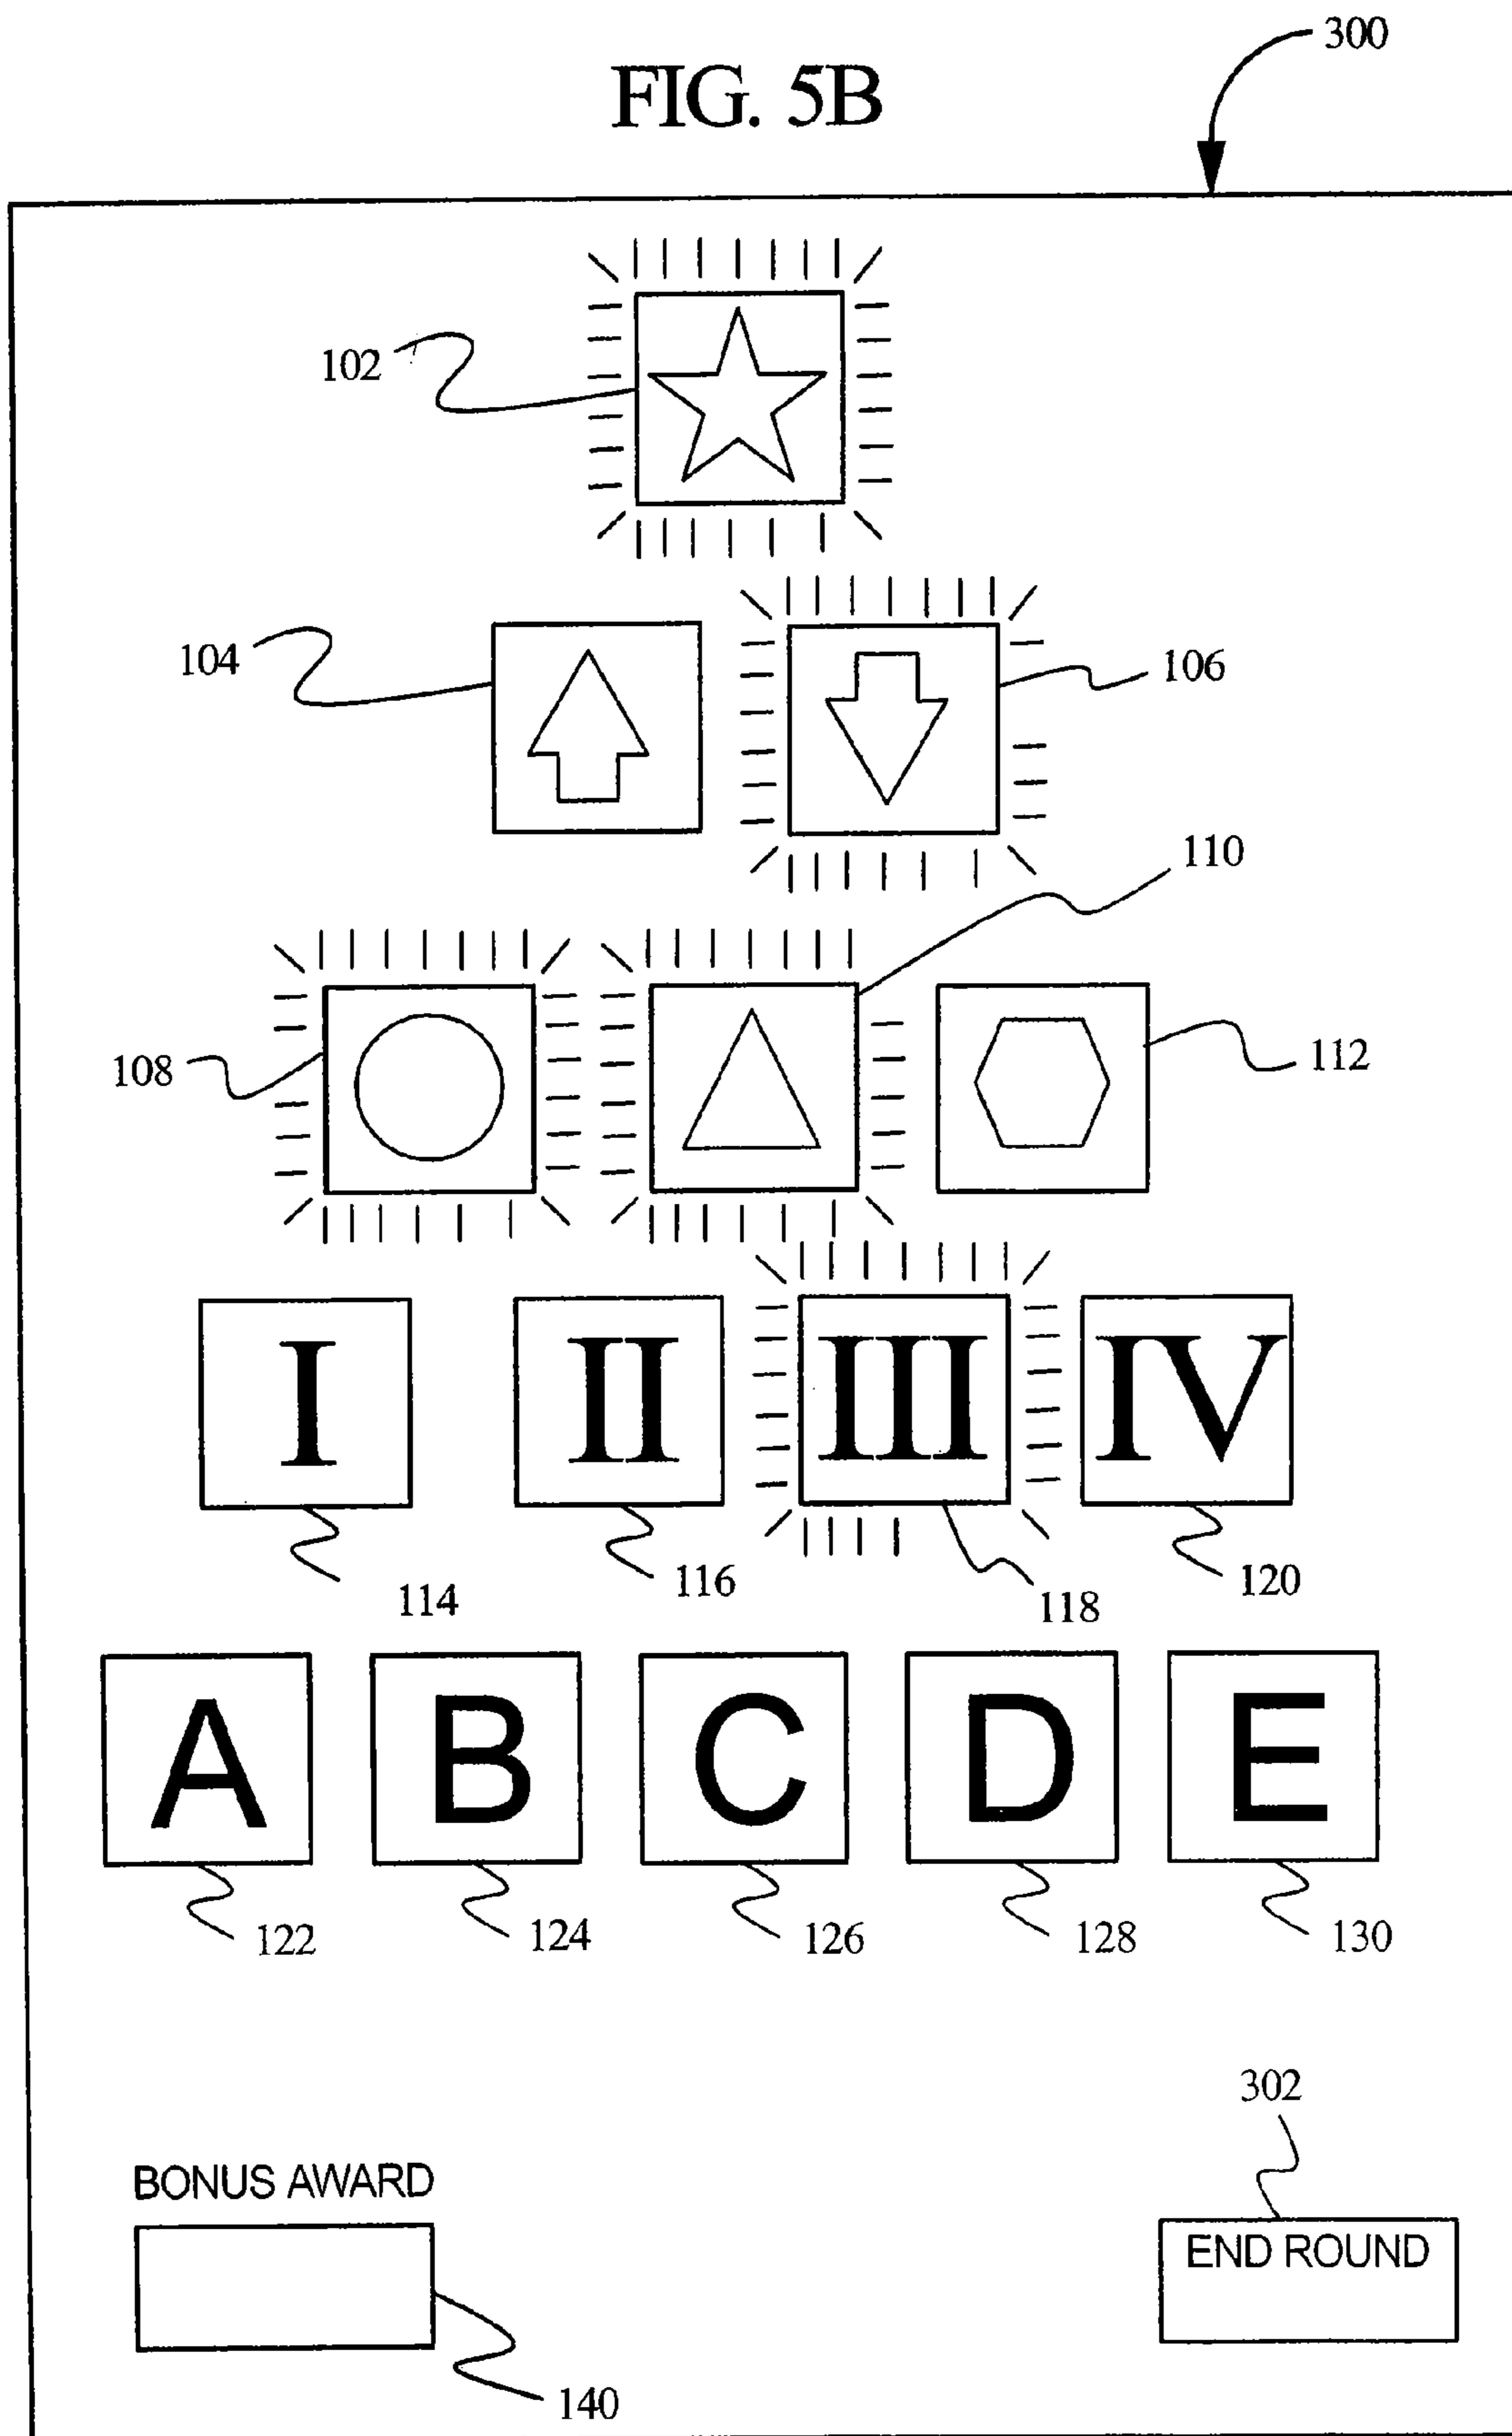 300
FIG. 5B
102
104
106
110
108
112
I II III IV
114 116 118 120
A B C D E
122 124 126 128 130
302
BONUS AWARD
END ROUND
140